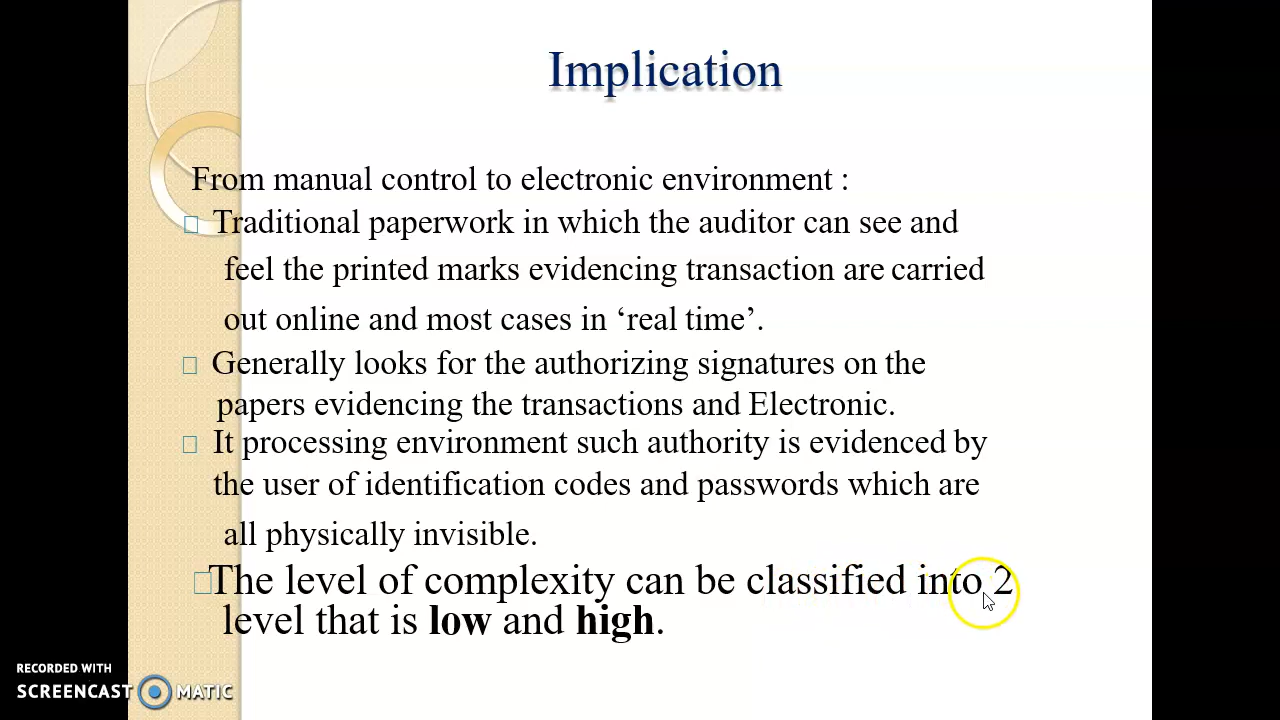 Implication
From manual control to electronic environment :
Traditional paperwork in which the auditor can see and
feel the printed marks evidencing transaction are carried
out online and most cases in ‘real time’.
Generally looks for the authorizing signatures on the
papers evidencing the transactions and Electronic.
It processing environment such authority is evidenced by
the user of identification codes and passwords which are
all physically invisible.
The level of complexity can be classified into 2
level that is low and high.
RECORDED WITH
SCREENCAST MATIC